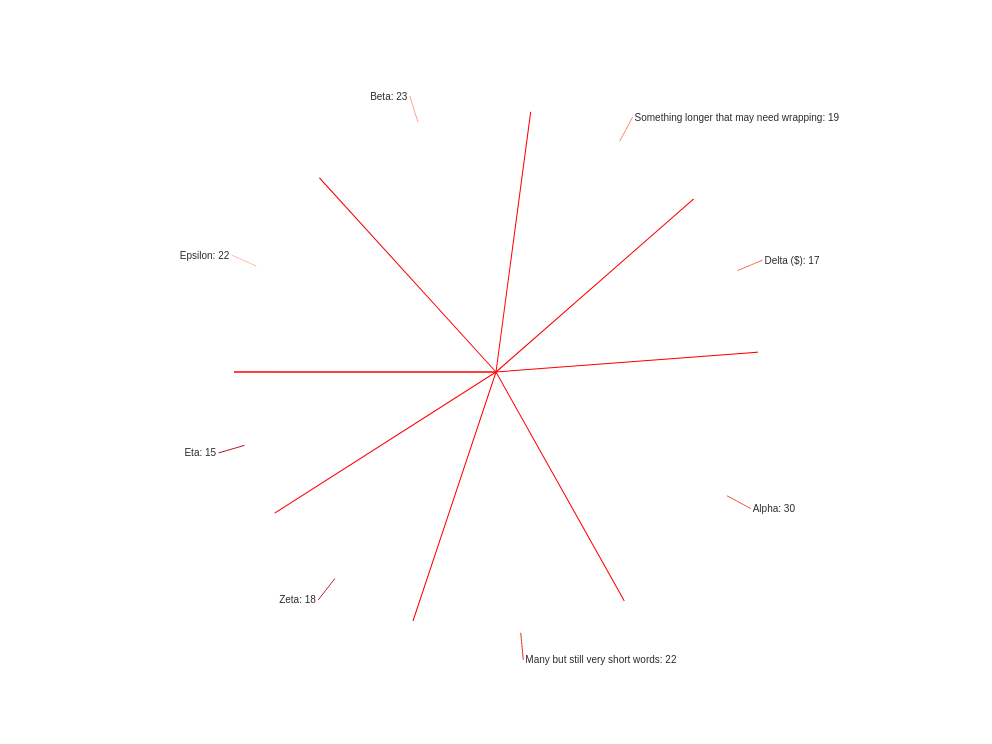 Beta: 23
Something longer that may need wrapping: 19
Epsilon: 22
Delta ($): 17
Eta: 15
Alpha: 30
Zeta: 18
Many but still very short words: 22